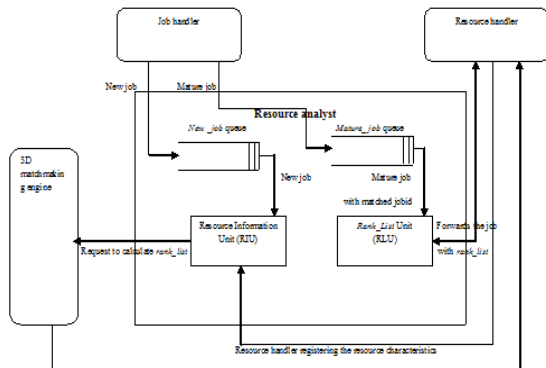 Job handler
Resource handler
New job
Mature job
Resource analyst
New _job queue
Mature_job queue
3D
matchmakin
g engine
New job
Mature job
with matched jobid
Resource Information
Unit (RIU)
Rank_List Unit
(RLU)
Forwards the job
with rank_list
Request to calculate rank_list
Resource handler registering the resource characteristics